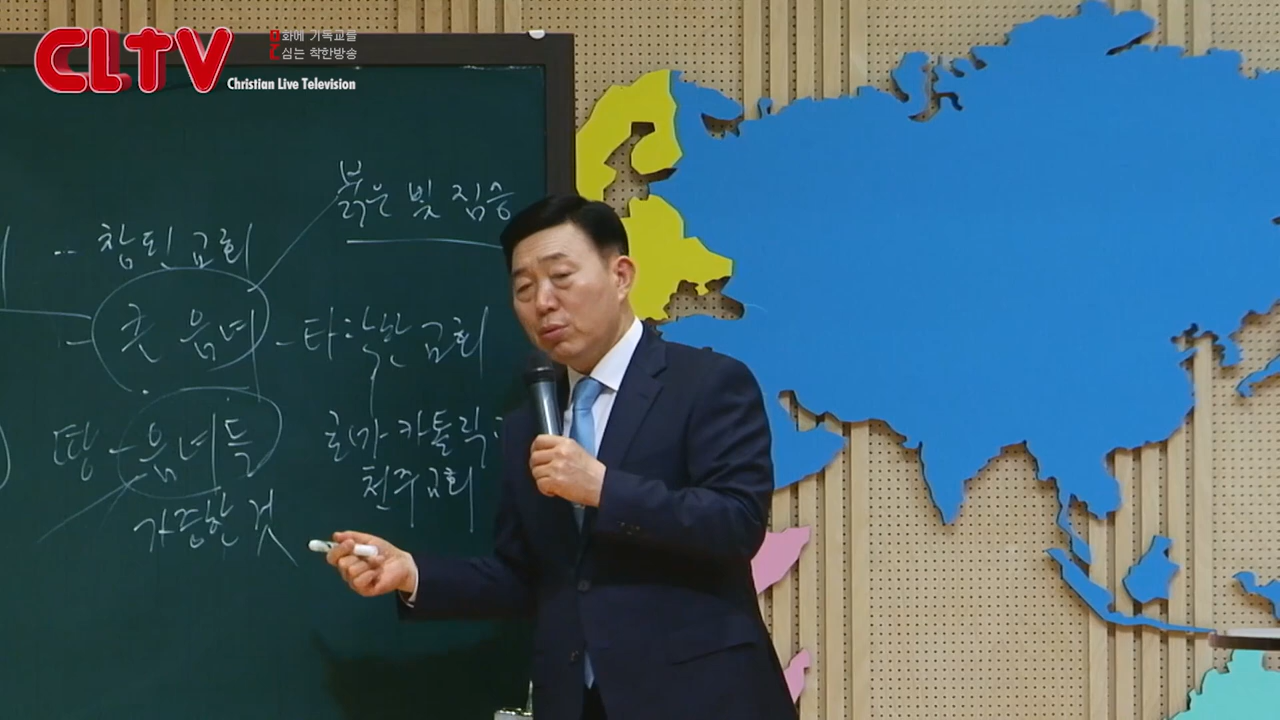 CLTV
화에 기독교를
심는 착한방송
Christian Live Television
붉은 빛 짐승
참된 교회
큰 음녀 - 타락한 교회
땅 - 음녀들
로마 카톨릭
천주교회
가증한 것